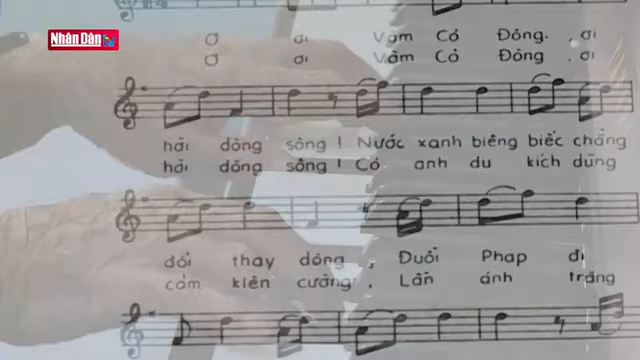 Nhân Dân
Ơ ơi Vàm Cỏ Đông. , ơi
ơi ơi Vàm Cỏ Đông . ơi
hỡi dòng sông ! Nước xanh biêng biếc chẳng
hỡi dòng sông ! Có anh du kích dũng
đổi thay dòng , Đuổi Pháp đi
cảm kiên cường , Lẩn ánh trăng